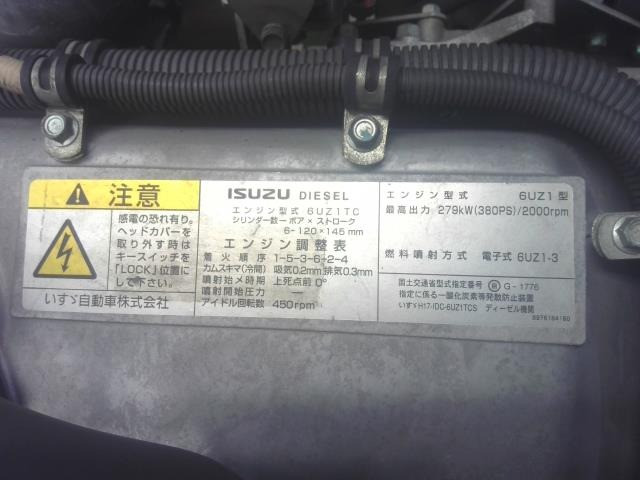 注意
感電の恐れ有り。
ヘッドカバーを
取り外す時は
キースイッチを
「LOCK」位置に
して下さい。
いすゞ自動車株式会社
ISUZU DIESEL
エンジン型式 6UZ1TC
シリンダー数ーボア×ストローク
6-120×145mm
エンジン調整表
着火順序 1-5-3-6-2-4
カムスキマ(冷間) 吸気0.2mm排気0.3mm
噴射始メ時期 上死点前0°
噴射開始圧力 ー
アイドル回転数 450rpm
エンジン型式 6UZ1型
最高出力 279kW(380PS)/2000rpm
燃料噴射方式 電子式 6UZ1-3
国土交通省型式指定番号 G-1776
指定に係る一酸化炭素等発散防止装置
いすゞH17・IDC-6UZ1TCS ディーゼル機関